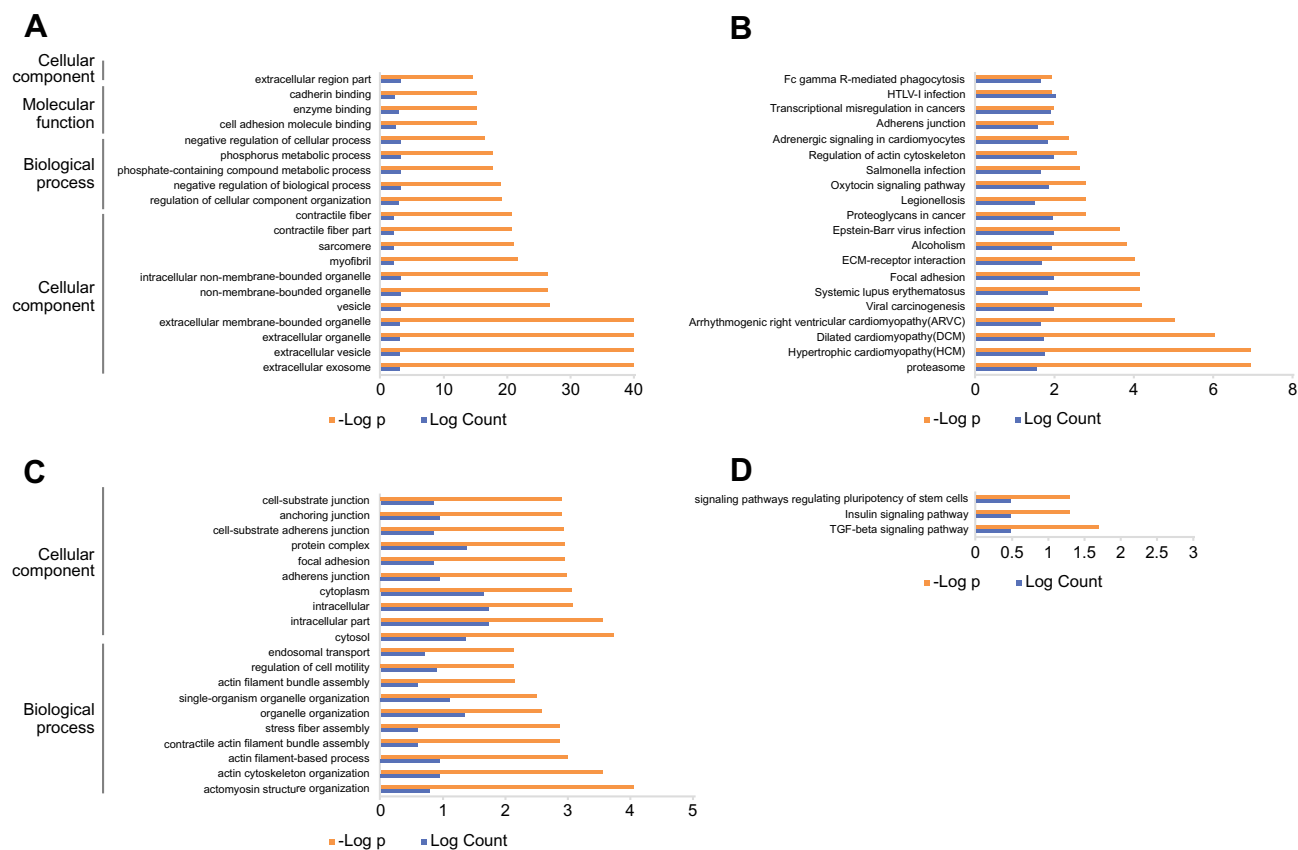 A
Cellular
component
Molecular
function
Biological
process
Cellular
component
extracellular region part
cadherin binding
enzyme binding
cell adhesion molecule binding
negative regulation of cellular process
phosphorus metabolic process
phosphate-containing compound metabolic process
negative regulation of biological process
regulation of cellular component organization
contractile fiber
contractile fiber part
sarcomere
myofibril
intracellular non-membrane-bounded organelle
non-membrane-bounded organelle
vesicle
extracellular membrane-bounded organelle
extracellular organelle
extracellular vesicle
extracellular exosome
0 10 20 30 40
-Log p Log Count
B
Fc gamma R-mediated phagocytosis
HTLV-I infection
Transcriptional misregulation in cancers
Adherens junction
Adrenergic signaling in cardiomyocytes
Regulation of actin cytoskeleton
Salmonella infection
Oxytocin signaling pathway
Legionellosis
Proteoglycans in cancer
Epstein-Barr virus infection
Alcoholism
ECM-receptor interaction
Focal adhesion
Systemic lupus erythematosus
Viral carcinogenesis
Arrhythmogenic right ventricular cardiomyopathy(ARVC)
Dilated cardiomyopathy(DCM)
Hypertrophic cardiomyopathy(HCM)
proteasome
0 2 4 6 8
-Log p Log Count
C
Cellular
component
Biological
process
cell-substrate junction
anchoring junction
cell-substrate adherens junction
protein complex
focal adhesion
adherens junction
cytoplasm
intracellular
intracellular part
cytosol
endosomal transport
regulation of cell motility
actin filament bundle assembly
single-organism organelle organization
organelle organization
stress fiber assembly
contractile actin filament bundle assembly
actin filament-based process
actin cytoskeleton organization
actomyosin structure organization
0 1 2 3 4 5
-Log p Log Count
D
signaling pathways regulating pluripotency of stem cells
Insulin signaling pathway
TGF-beta signaling pathway
0 0.5 1 1.5 2 2.5 3
-Log p Log Count